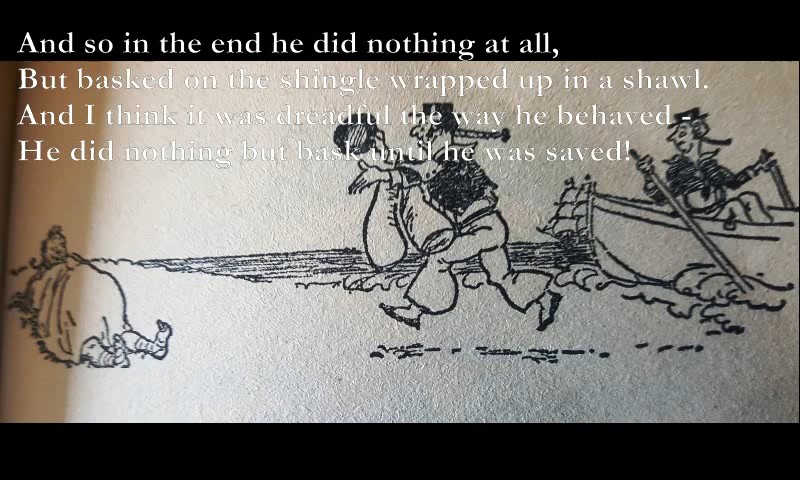 And so in the end he did nothing at all,
But basked on the shingle wrapped up in a shawl.
And I think it was dreadful the way he behaved -
He did nothing but bask until he was saved!